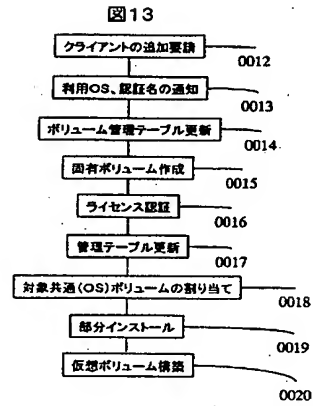 図13
クライアントの追加要請
0012
利用OS、認証名の通知
0013
ボリューム管理テーブル更新
0014
固有ボリューム作成
0015
ライセンス認証
0016
管理テーブル更新
0017
対象共通(OS)ボリュームの割り当て
0018
部分インストール
0019
仮想ボリューム構築
0020